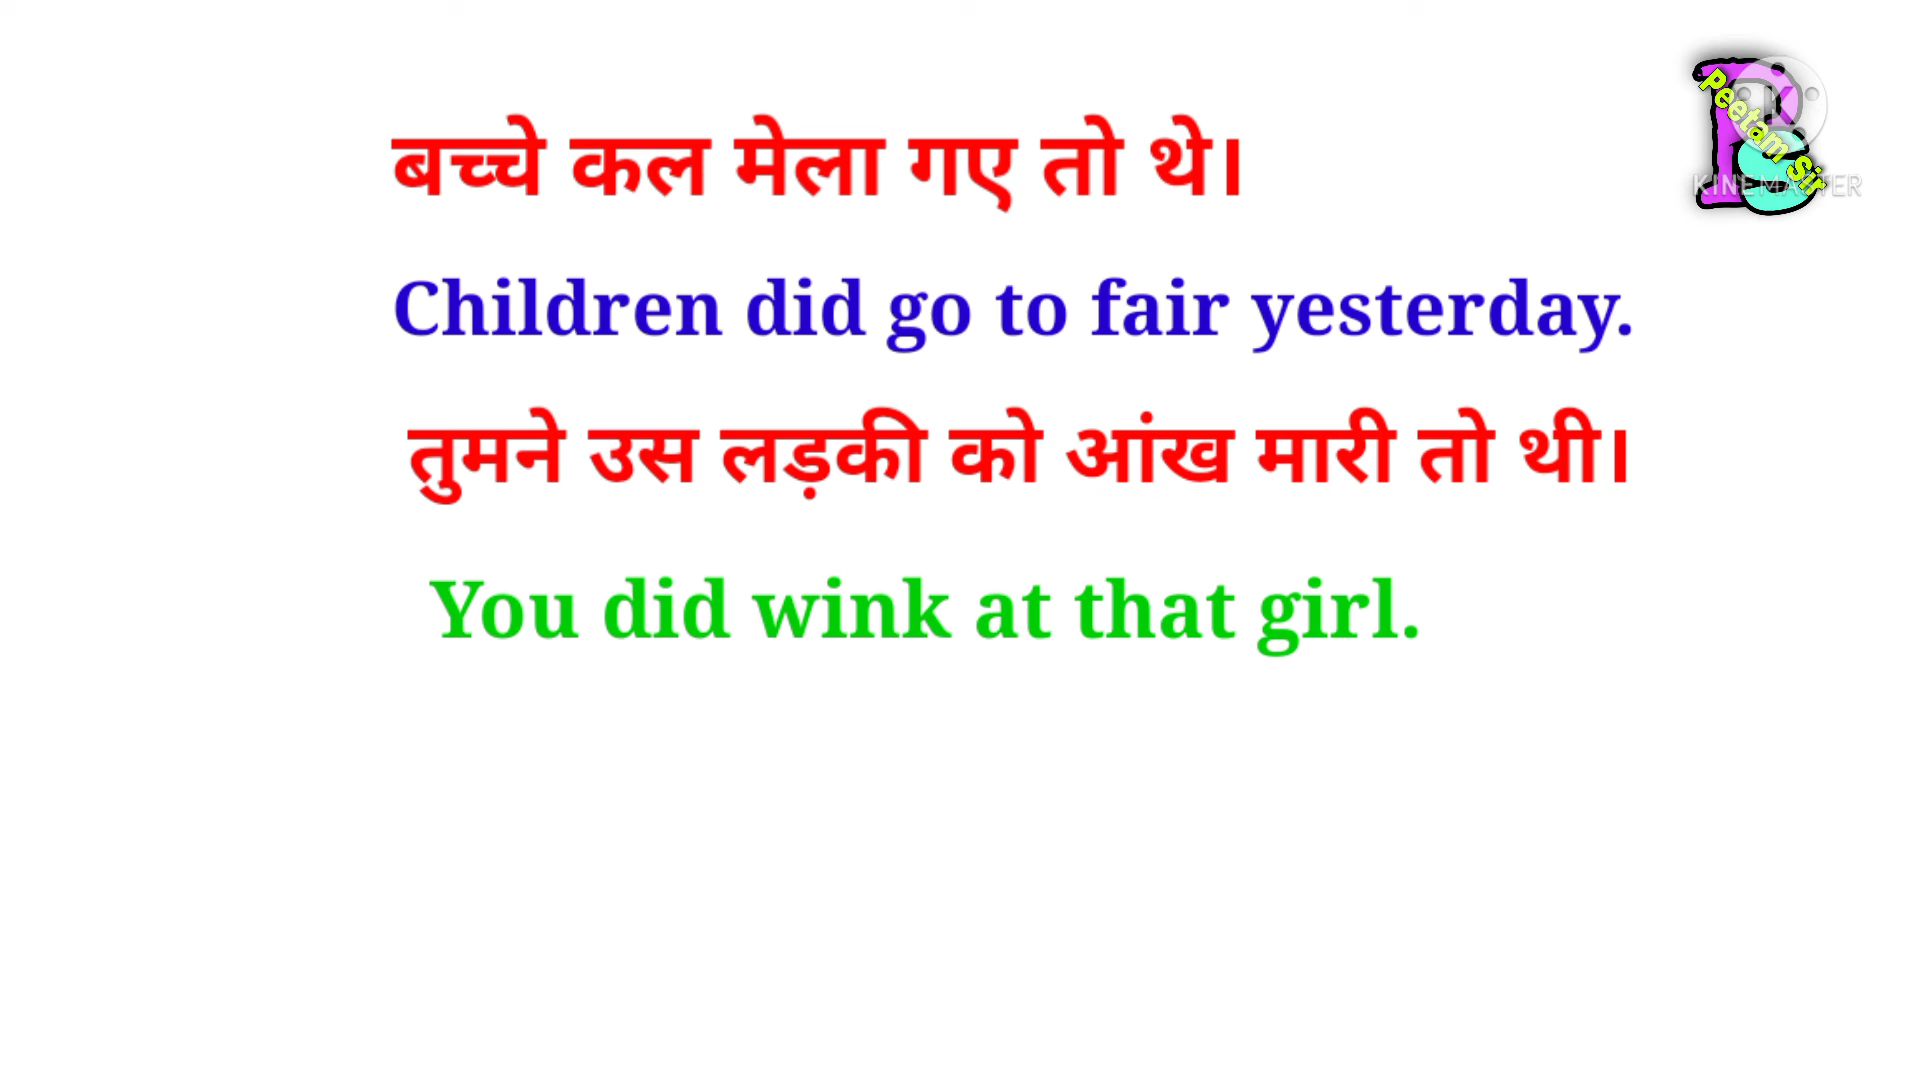 बच्चे कल मेला गए तो थे।
Children did go to fair yesterday.
तुमने उस लड़की को आंख मारी तो थी।
You did wink at that girl.
Peetam Sir
KINEMASTER